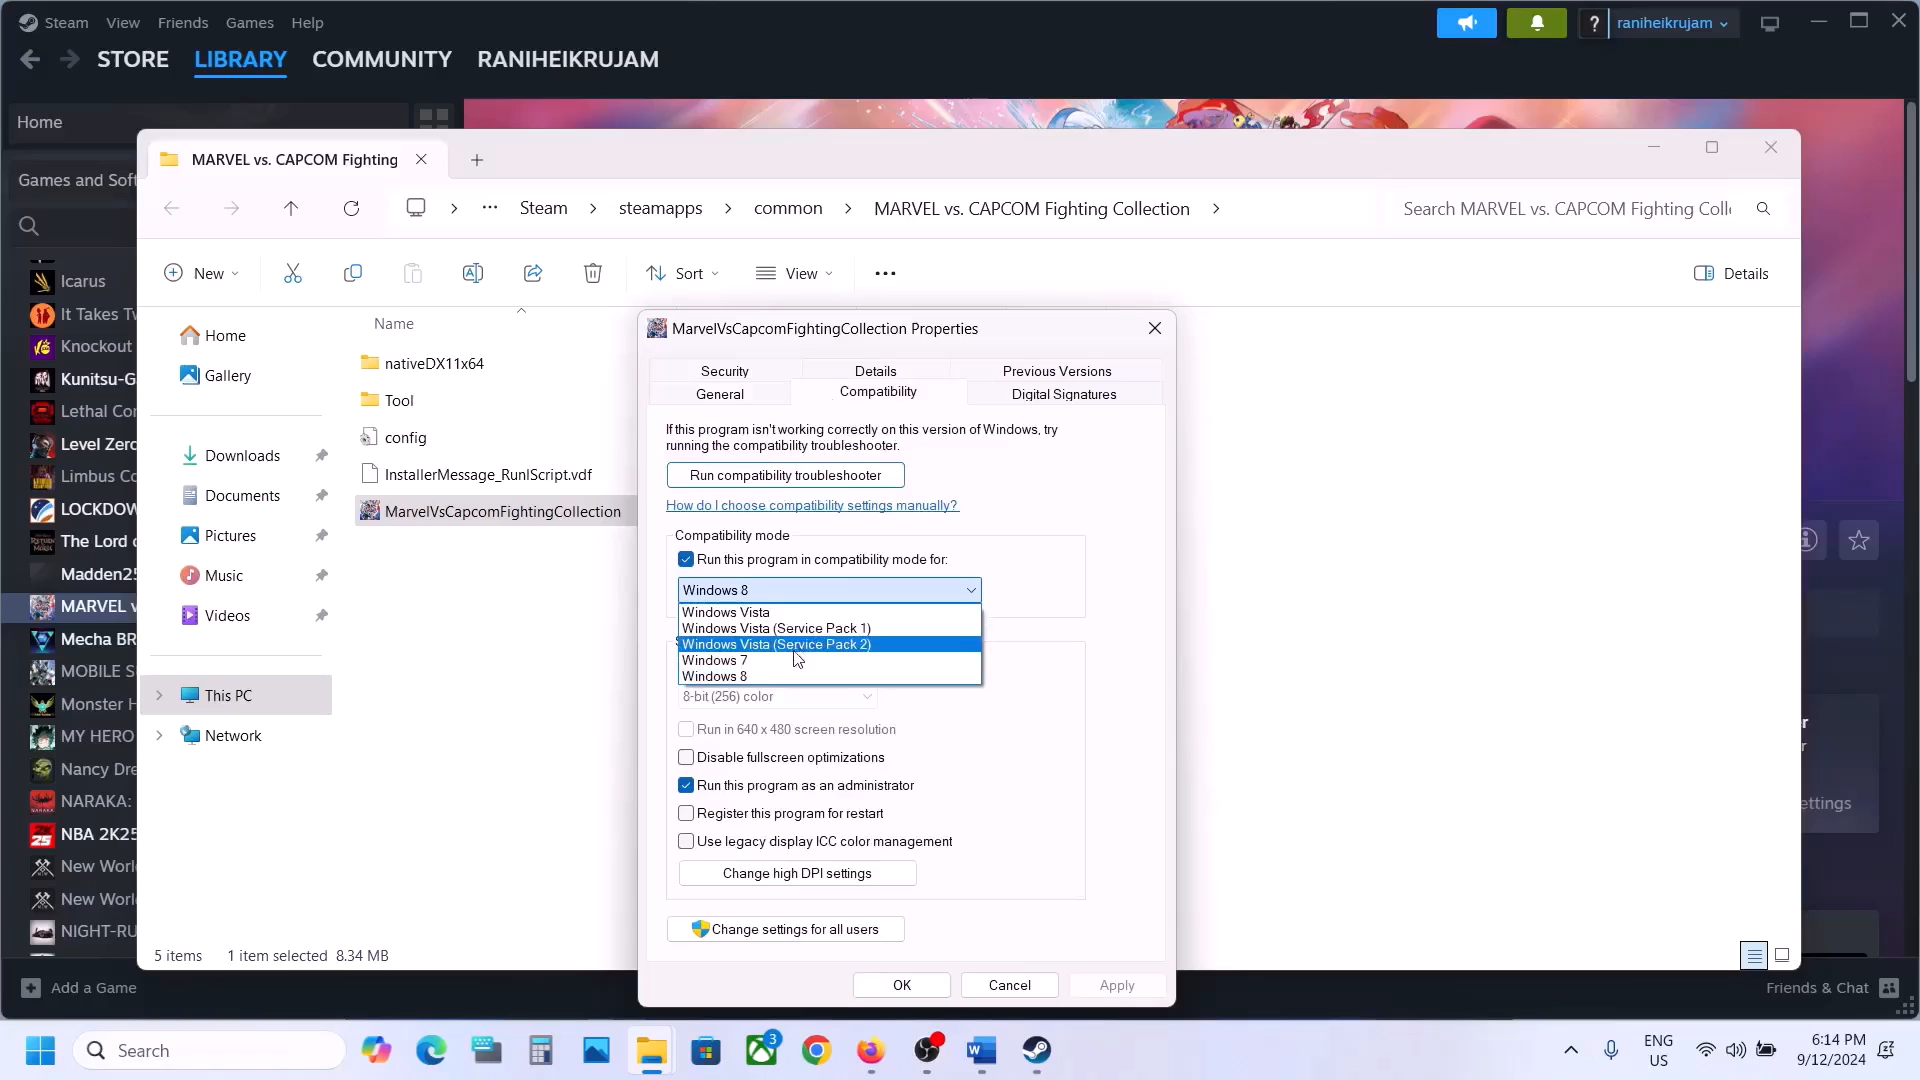 Steam View Friends Games Help
? raniheikrujam
STORE LIBRARY COMMUNITY RANIHEIKRUJAM
Home
Games and Soft
Icarus
It Takes Tw
Knockout
Kunitsu-G
Lethal Com
Level Zero
Limbus Co
LOCKDOW
The Lord o
Madden25
MARVEL v
Mecha BR
MOBILE S
Monster H
MY HERO
Nancy Dre
NARAKA:
NBA 2K25
New World
New World
NIGHT-RU
Add a Game
Friends & Chat
MARVEL vs. CAPCOM Fighting
Steam > steamapps > common > MARVEL vs. CAPCOM Fighting Collection >
Search MARVEL vs. CAPCOM Fighting Coll
New
Sort
View
Details
Home
Gallery
Downloads
Documents
Pictures
Music
Videos
This PC
Network
Name
nativeDX11x64
Tool
config
InstallerMessage_RunIScript.vdf
MarvelVsCapcomFightingCollection
5 items 1 item selected 8.34 MB
MarvelVsCapcomFightingCollection Properties
Security Details Previous Versions
General Compatibility Digital Signatures
If this program isn't working correctly on this version of Windows, try
running the compatibility troubleshooter.
Run compatibility troubleshooter
How do I choose compatibility settings manually?
Compatibility mode
Run this program in compatibility mode for:
Windows 8
Windows Vista
Windows Vista (Service Pack 1)
Windows Vista (Service Pack 2)
Windows 7
Windows 8
8-bit (256) color
Run in 640 x 480 screen resolution
Disable fullscreen optimizations
Run this program as an administrator
Register this program for restart
Use legacy display ICC color management
Change high DPI settings
Change settings for all users
OK Cancel Apply
ettings
Search
3
ENG
US
6:14 PM
9/12/2024